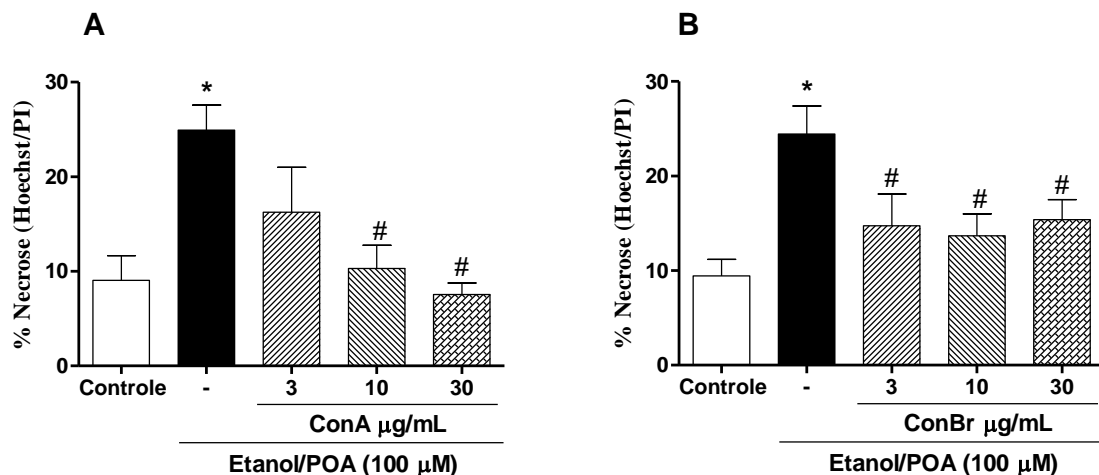 A
% Necrose (Hoechst/PI)
30
20
10
0
*
#
#
Controle - 3 10 30
ConA μg/mL
Etanol/POA (100 μM)
B
% Necrose (Hoechst/PI)
30
20
10
0
*
#
#
#
Controle - 3 10 30
ConBr μg/mL
Etanol/POA (100 μM)